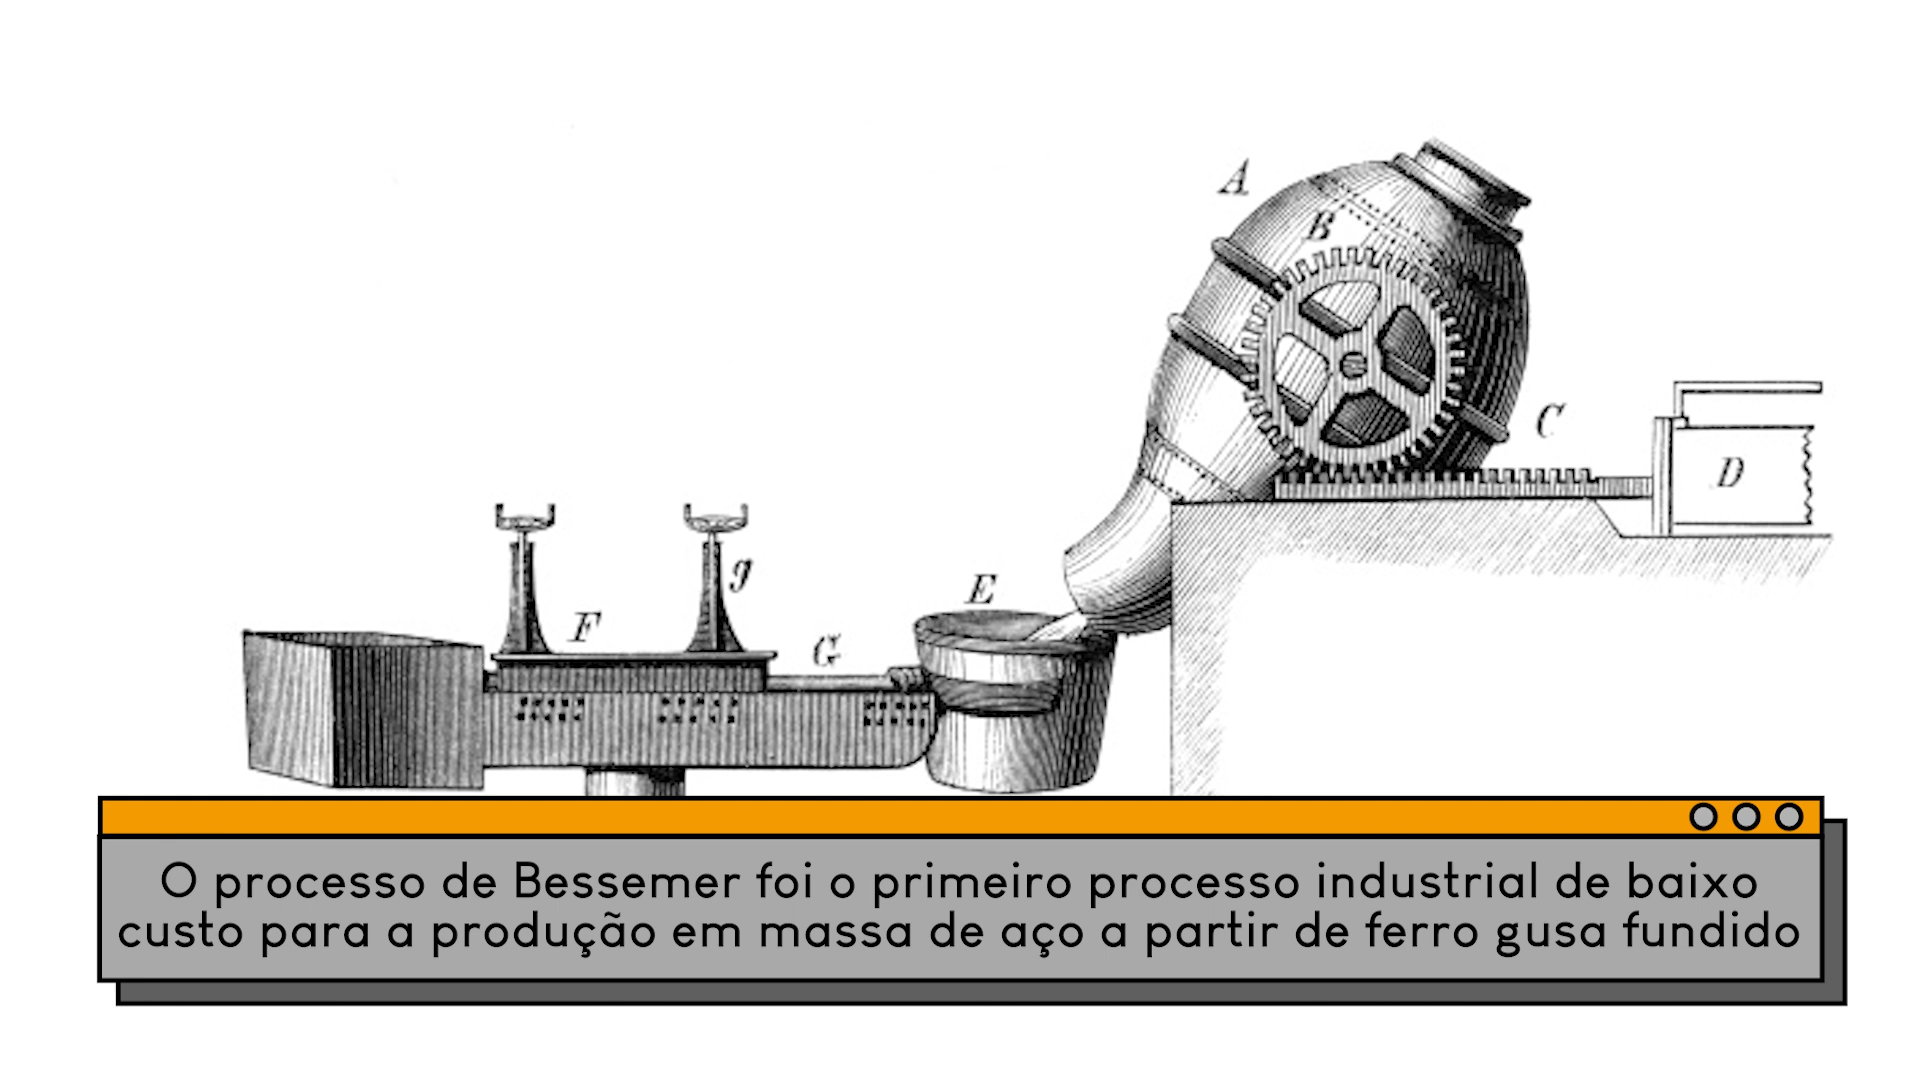 A
B
C
D
E
g
F
G
O processo de Bessemer foi o primeiro processo industrial de baixo
custo para a produção em massa de aço a partir de ferro gusa fundido